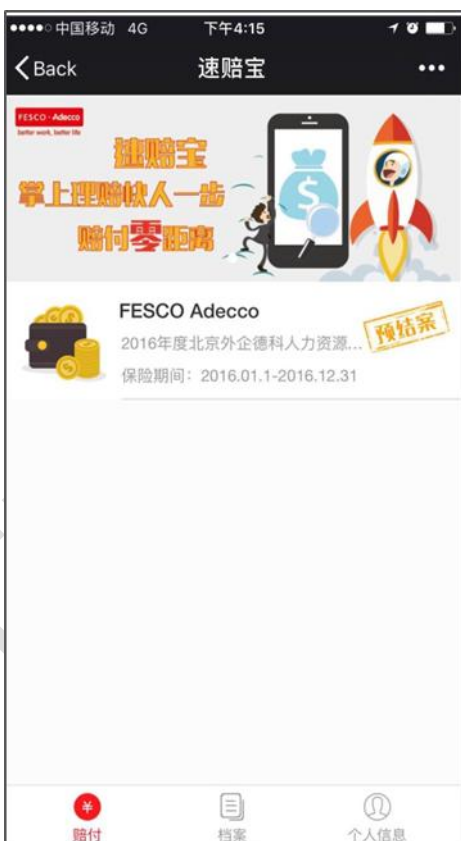 中国移动 4G 下午4:15
Back 速赔宝
FESCO Adecco
better work, better life
速赔宝
掌上理赔快人一步
赔付零距离
FESCO Adecco
2016年度北京外企德科人力资源...
预结案
保险期间：2016.01.1-2016.12.31
赔付 档案 个人信息